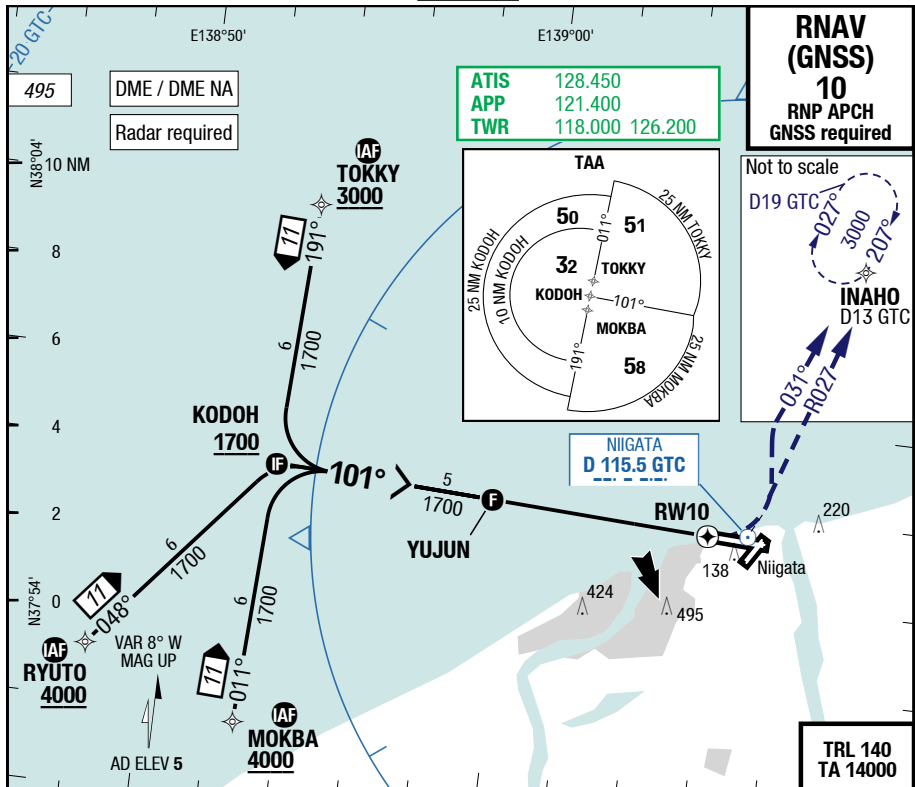 RNAV
(GNSS)
10
RNP APCH
GNSS required
20 GTC
E138°50'
E139°00'
495
DME / DME NA
Radar required
ATIS 128.450
APP 121.400
TWR 118.000 126.200
N38°04'
10 NM
8
6
4
2
0
N37°54'
IAF
TOKKY
3000
11
191°
6
1700
TAA
50
51
32
58
011°
101°
191°
TOKKY
KODOH
MOKBA
25 NM KODOH
10 NM KODOH
25 NM TOKKY
25 NM MOKBA
Not to scale
D19 GTC
027°
3000
207°
INAHO
D13 GTC
031°
R027
KODOH
1700
IF
101°
5
1700
F
YUJUN
NIIGATA
D 115.5 GTC
RW10
220
138
Niigata
424
495
6
1700
11
048°
IAF
RYUTO
4000
6
1700
11
011°
IAF
MOKBA
4000
VAR 8° W
MAG UP
AD ELEV 5
TRL 140
TA 14000